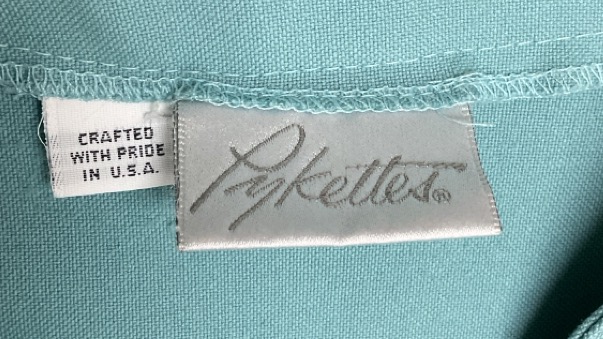 CRAFTED
WITH PRIDE
IN U.S.A.
Pykettes®